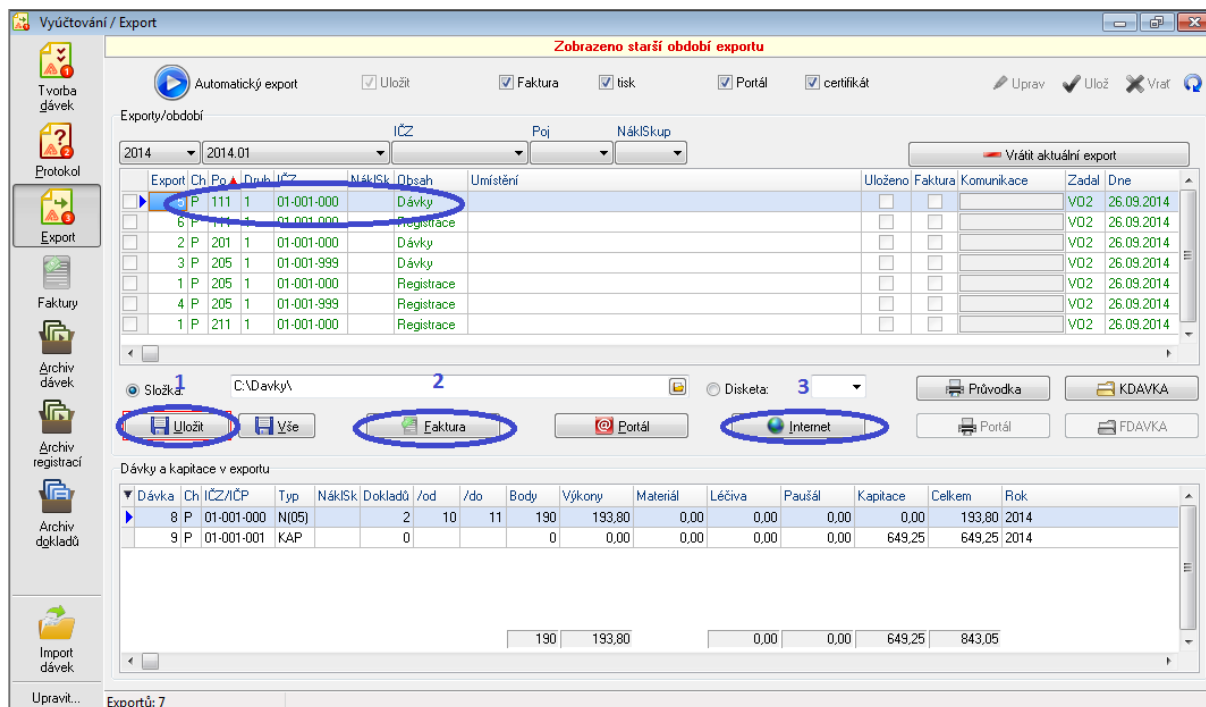 Vyúčtování / Export
Zobrazeno starší období exportu
Automatický export Uložit Faktura tisk Portál certifikát Uprav Ulož Vrať
Exporty/období
IČZ Poj NáklSkup
2014 2014.01 Vrátit aktuální export
Export Ch Po Druh IČZ NáklSk Obsah Umístění Uloženo Faktura Komunikace Zadal Dne
5 P 111 1 01-001-000 Dávky VO2 26.09.2014
6 P 111 1 01-001-000 Registrace VO2 26.09.2014
2 P 201 1 01-001-000 Dávky VO2 26.09.2014
3 P 205 1 01-001-999 Dávky VO2 26.09.2014
1 P 205 1 01-001-000 Registrace VO2 26.09.2014
4 P 205 1 01-001-999 Registrace VO2 26.09.2014
1 P 211 1 01-001-000 Registrace VO2 26.09.2014
1 2 3
Složka: C:\Davky\ Disketa: Průvodka KDAVKA
Uložit Vše Faktura Portál Internet Portál FDAVKA
Dávky a kapitace v exportu
Dávka Ch IČZ/IČP Typ NáklSk Dokladů /od /do Body Výkony Materiál Léčiva Paušál Kapitace Celkem Rok
8 P 01-001-000 N(05) 2 10 11 190 193,80 0,00 0,00 0,00 0,00 193,80 2014
9 P 01-001-001 KAP 0 0 0,00 0,00 0,00 0,00 649,25 649,25 2014
190 193,80 0,00 0,00 649,25 843,05
Exportů: 7
Tvorba
dávek
Protokol
Export
Faktury
Archiv
dávek
Archiv
registrací
Archiv
dokladů
Import
dávek
Upravit...